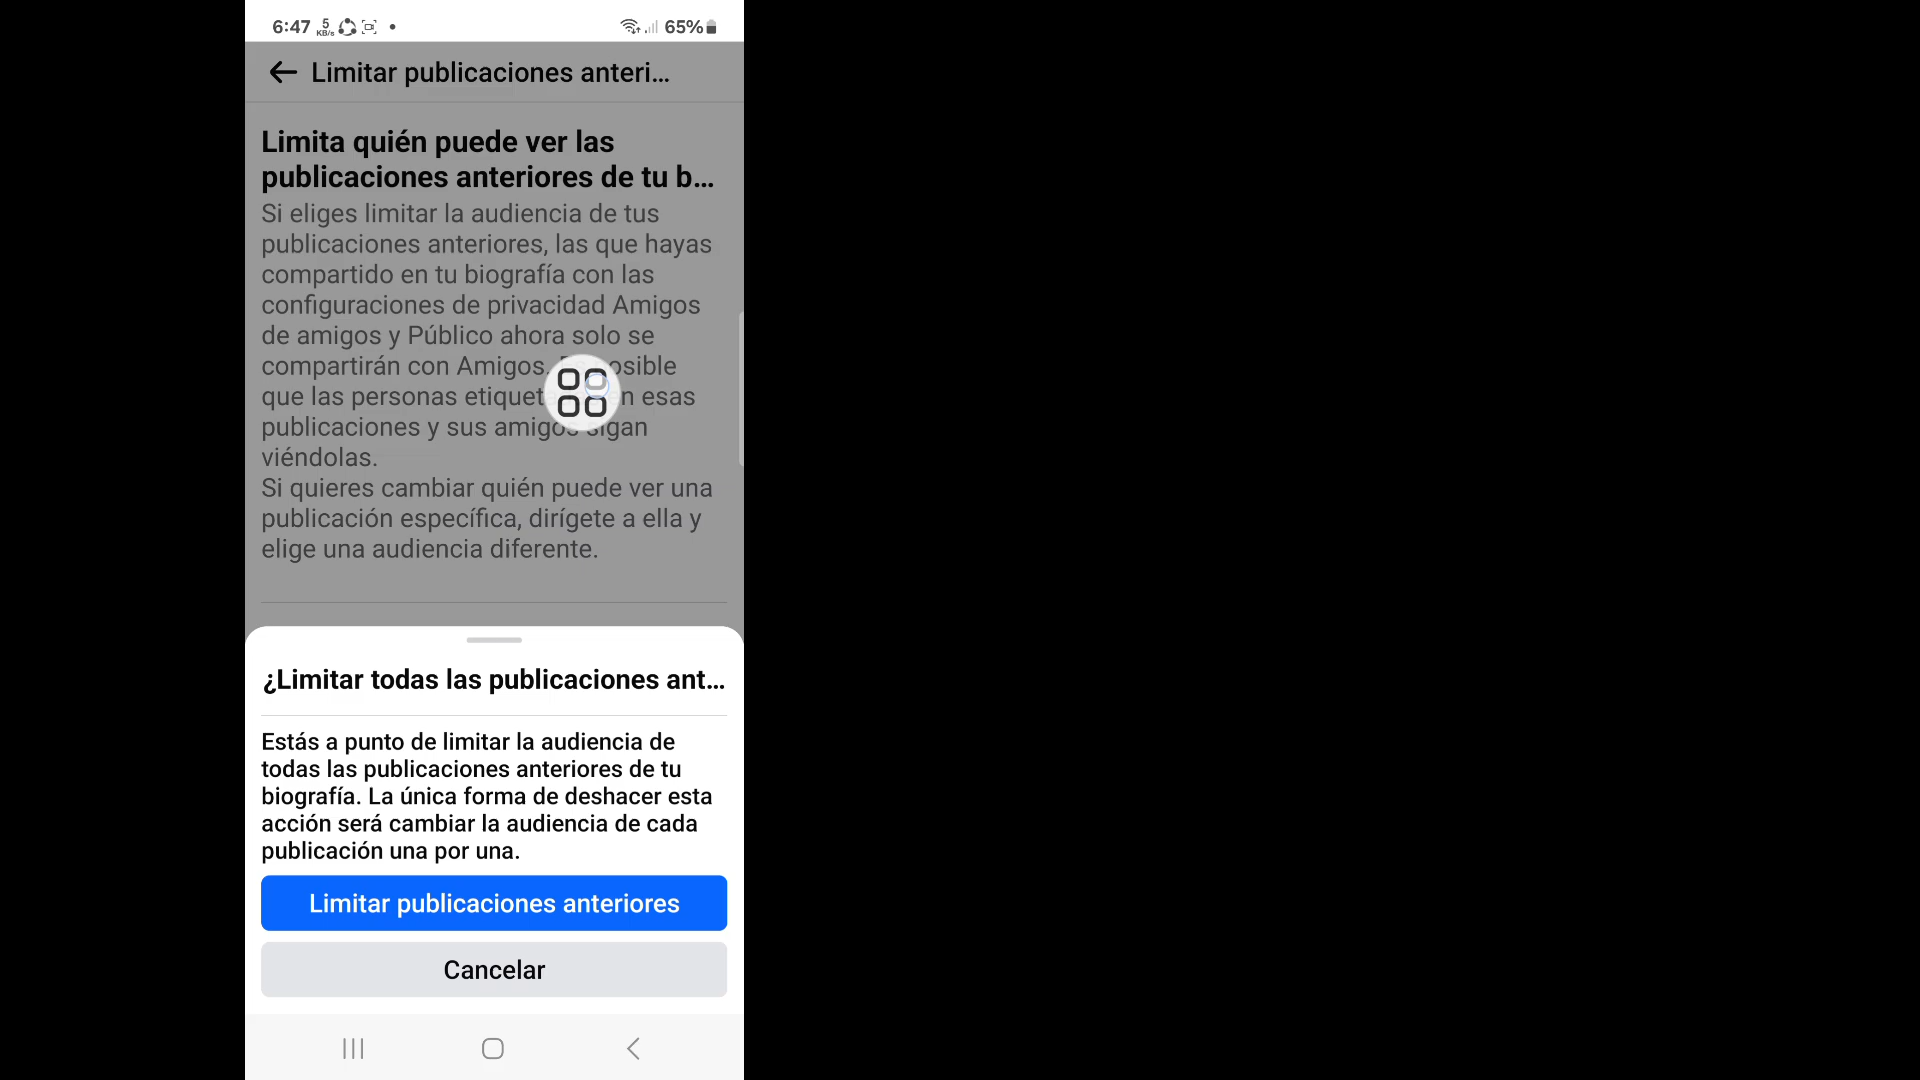 6:47 5 KB/s 65%
Limitar publicaciones anteri...
Limita quién puede ver las
publicaciones anteriores de tu b...
Si eliges limitar la audiencia de tus
publicaciones anteriores, las que hayas
compartido en tu biografía con las
configuraciones de privacidad Amigos
de amigos y Público ahora solo se
compartirán con Amigos.
que las personas esas
publicaciones y sus amigos sigan
viéndolas.
Si quieres cambiar quién puede ver una
publicación específica, dirígete a ella y
elige una audiencia diferente.
¿Limitar todas las publicaciones ant...
Estás a punto de limitar la audiencia de
todas las publicaciones anteriores de tu
biografía. La única forma de deshacer esta
acción será cambiar la audiencia de cada
publicación una por una.
Limitar publicaciones anteriores
Cancelar